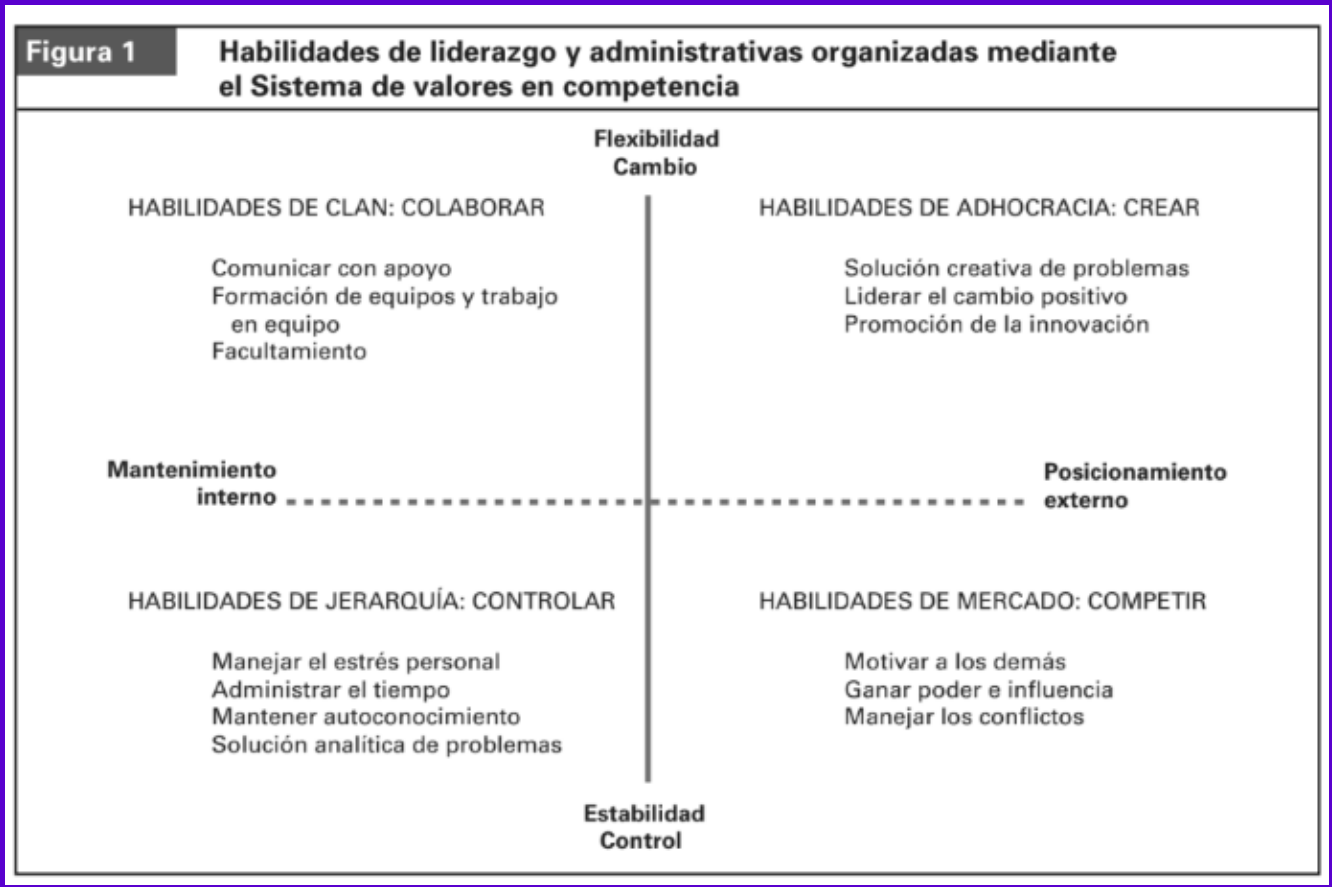 Figura 1
Habilidades de liderazgo y administrativas organizadas mediante
el Sistema de valores en competencia
Flexibilidad
Cambio
HABILIDADES DE CLAN: COLABORAR
Comunicar con apoyo
Formación de equipos y trabajo
en equipo
Facultamiento
HABILIDADES DE ADHOCRACIA: CREAR
Solución creativa de problemas
Liderar el cambio positivo
Promoción de la innovación
Mantenimiento
interno
Posicionamiento
externo
HABILIDADES DE JERARQUÍA: CONTROLAR
Manejar el estrés personal
Administrar el tiempo
Mantener autoconocimiento
Solución analítica de problemas
HABILIDADES DE MERCADO: COMPETIR
Motivar a los demás
Ganar poder e influencia
Manejar los conflictos
Estabilidad
Control